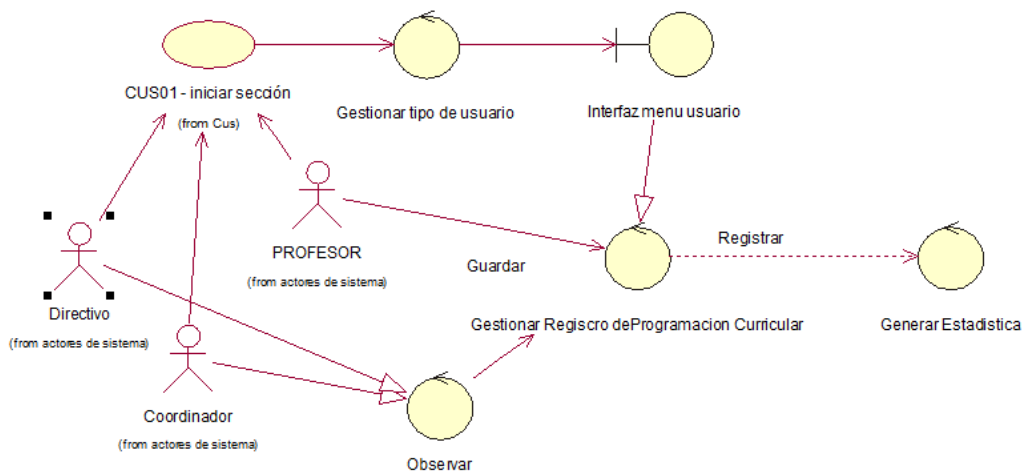 CUS01 - iniciar sección
(from Cus)
Gestionar tipo de usuario
Interfaz menu usuario
PROFESOR
(from actores de sistema)
Guardar
Registrar
Directivo
(from actores de sistema)
Gestionar Regiscro deProgramacion Curricular
Generar Estadistica
Coordinador
(from actores de sistema)
Observar